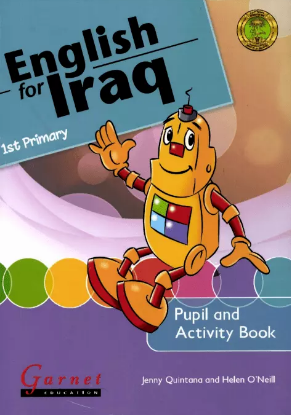 English
for Iraq
1st Primary
Pupil and
Activity Book
Garnet
EDUCATION
Jenny Quintana and Helen O'Neill